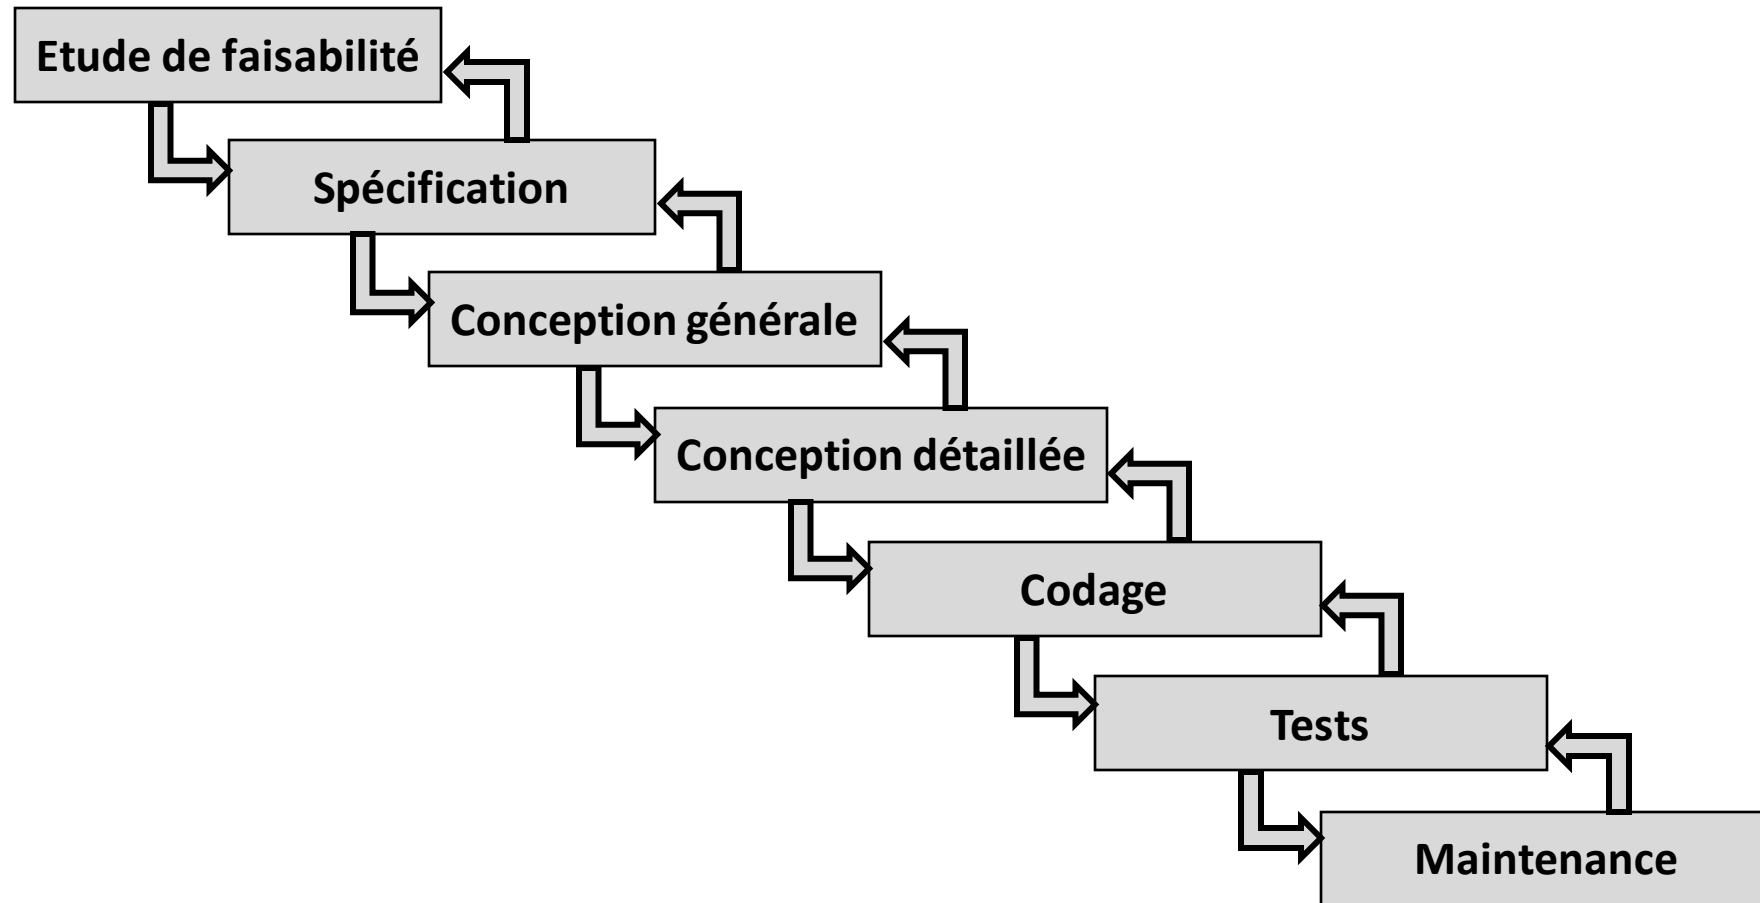 Etude de faisabilité
Spécification
Conception générale
Conception détaillée
Codage
Tests
Maintenance